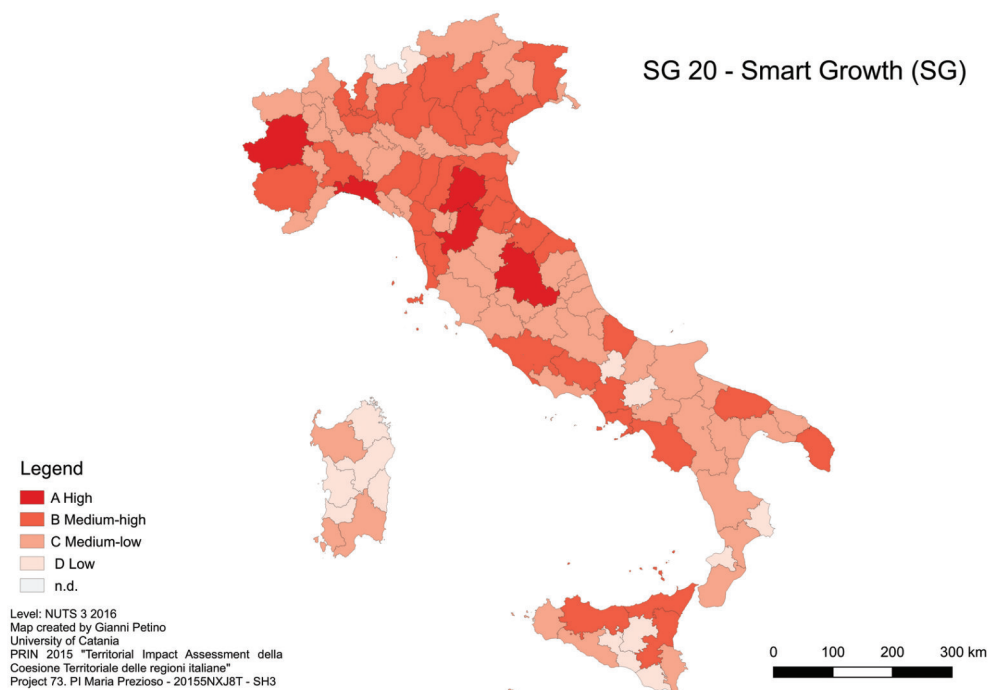 SG 20 - Smart Growth (SG)
Legend
A High
B Medium-high
C Medium-low
D Low
n.d.
Level: NUTS 3 2016
Map created by Gianni Petino
University of Catania
PRIN 2015 "Territorial Impact Assessment della
Coesione Territoriale delle regioni italiane"
Project 73. PI Maria Prezioso - 20155NXJ8T - SH3
0 100 200 300 km